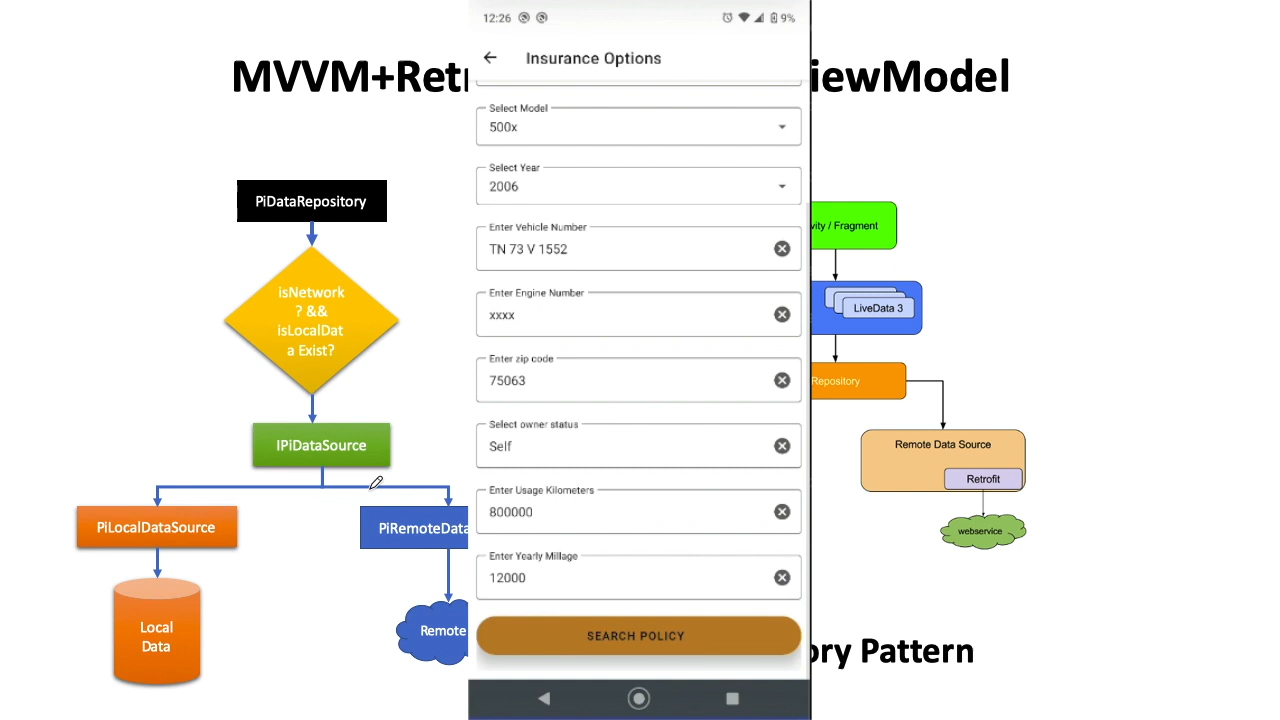 MVVM+Retr
iewModel
PiDataRepository
isNetwork
? &&
isLocalDat
a Exist?
IPiDataSource
PiLocalDataSource
PiRemoteData
Local
Data
Remote
12:26
9%
Insurance Options
Select Model
500x
Select Year
2006
Enter Vehicle Number
TN 73 V 1552
Enter Engine Number
xxxx
Enter zip code
75063
Select owner status
Self
Enter Usage Kilometers
800000
Enter Yearly Millage
12000
SEARCH POLICY
vity / Fragment
LiveData 3
Repository
Remote Data Source
Retrofit
webservice
ory Pattern